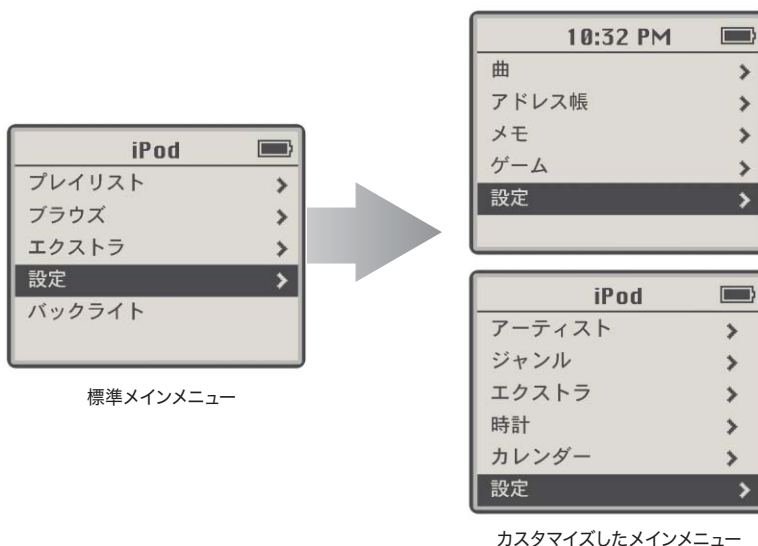 iPod
プレイリスト
ブラウズ
エクストラ
設定
バックライト
標準メインメニュー
10:32 PM
曲
アドレス帳
メモ
ゲーム
設定
iPod
アーティスト
ジャンル
エクストラ
時計
カレンダー
設定
カスタマイズしたメインメニュー